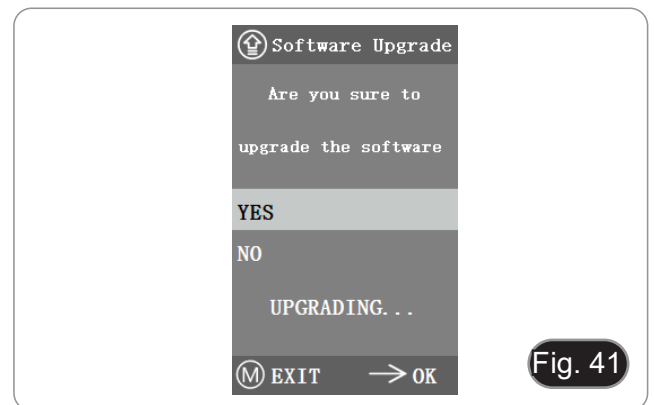 Software Upgrade
Are you sure to
upgrade the software
YES
NO
UPGRADING...
M EXIT → OK
Fig. 41